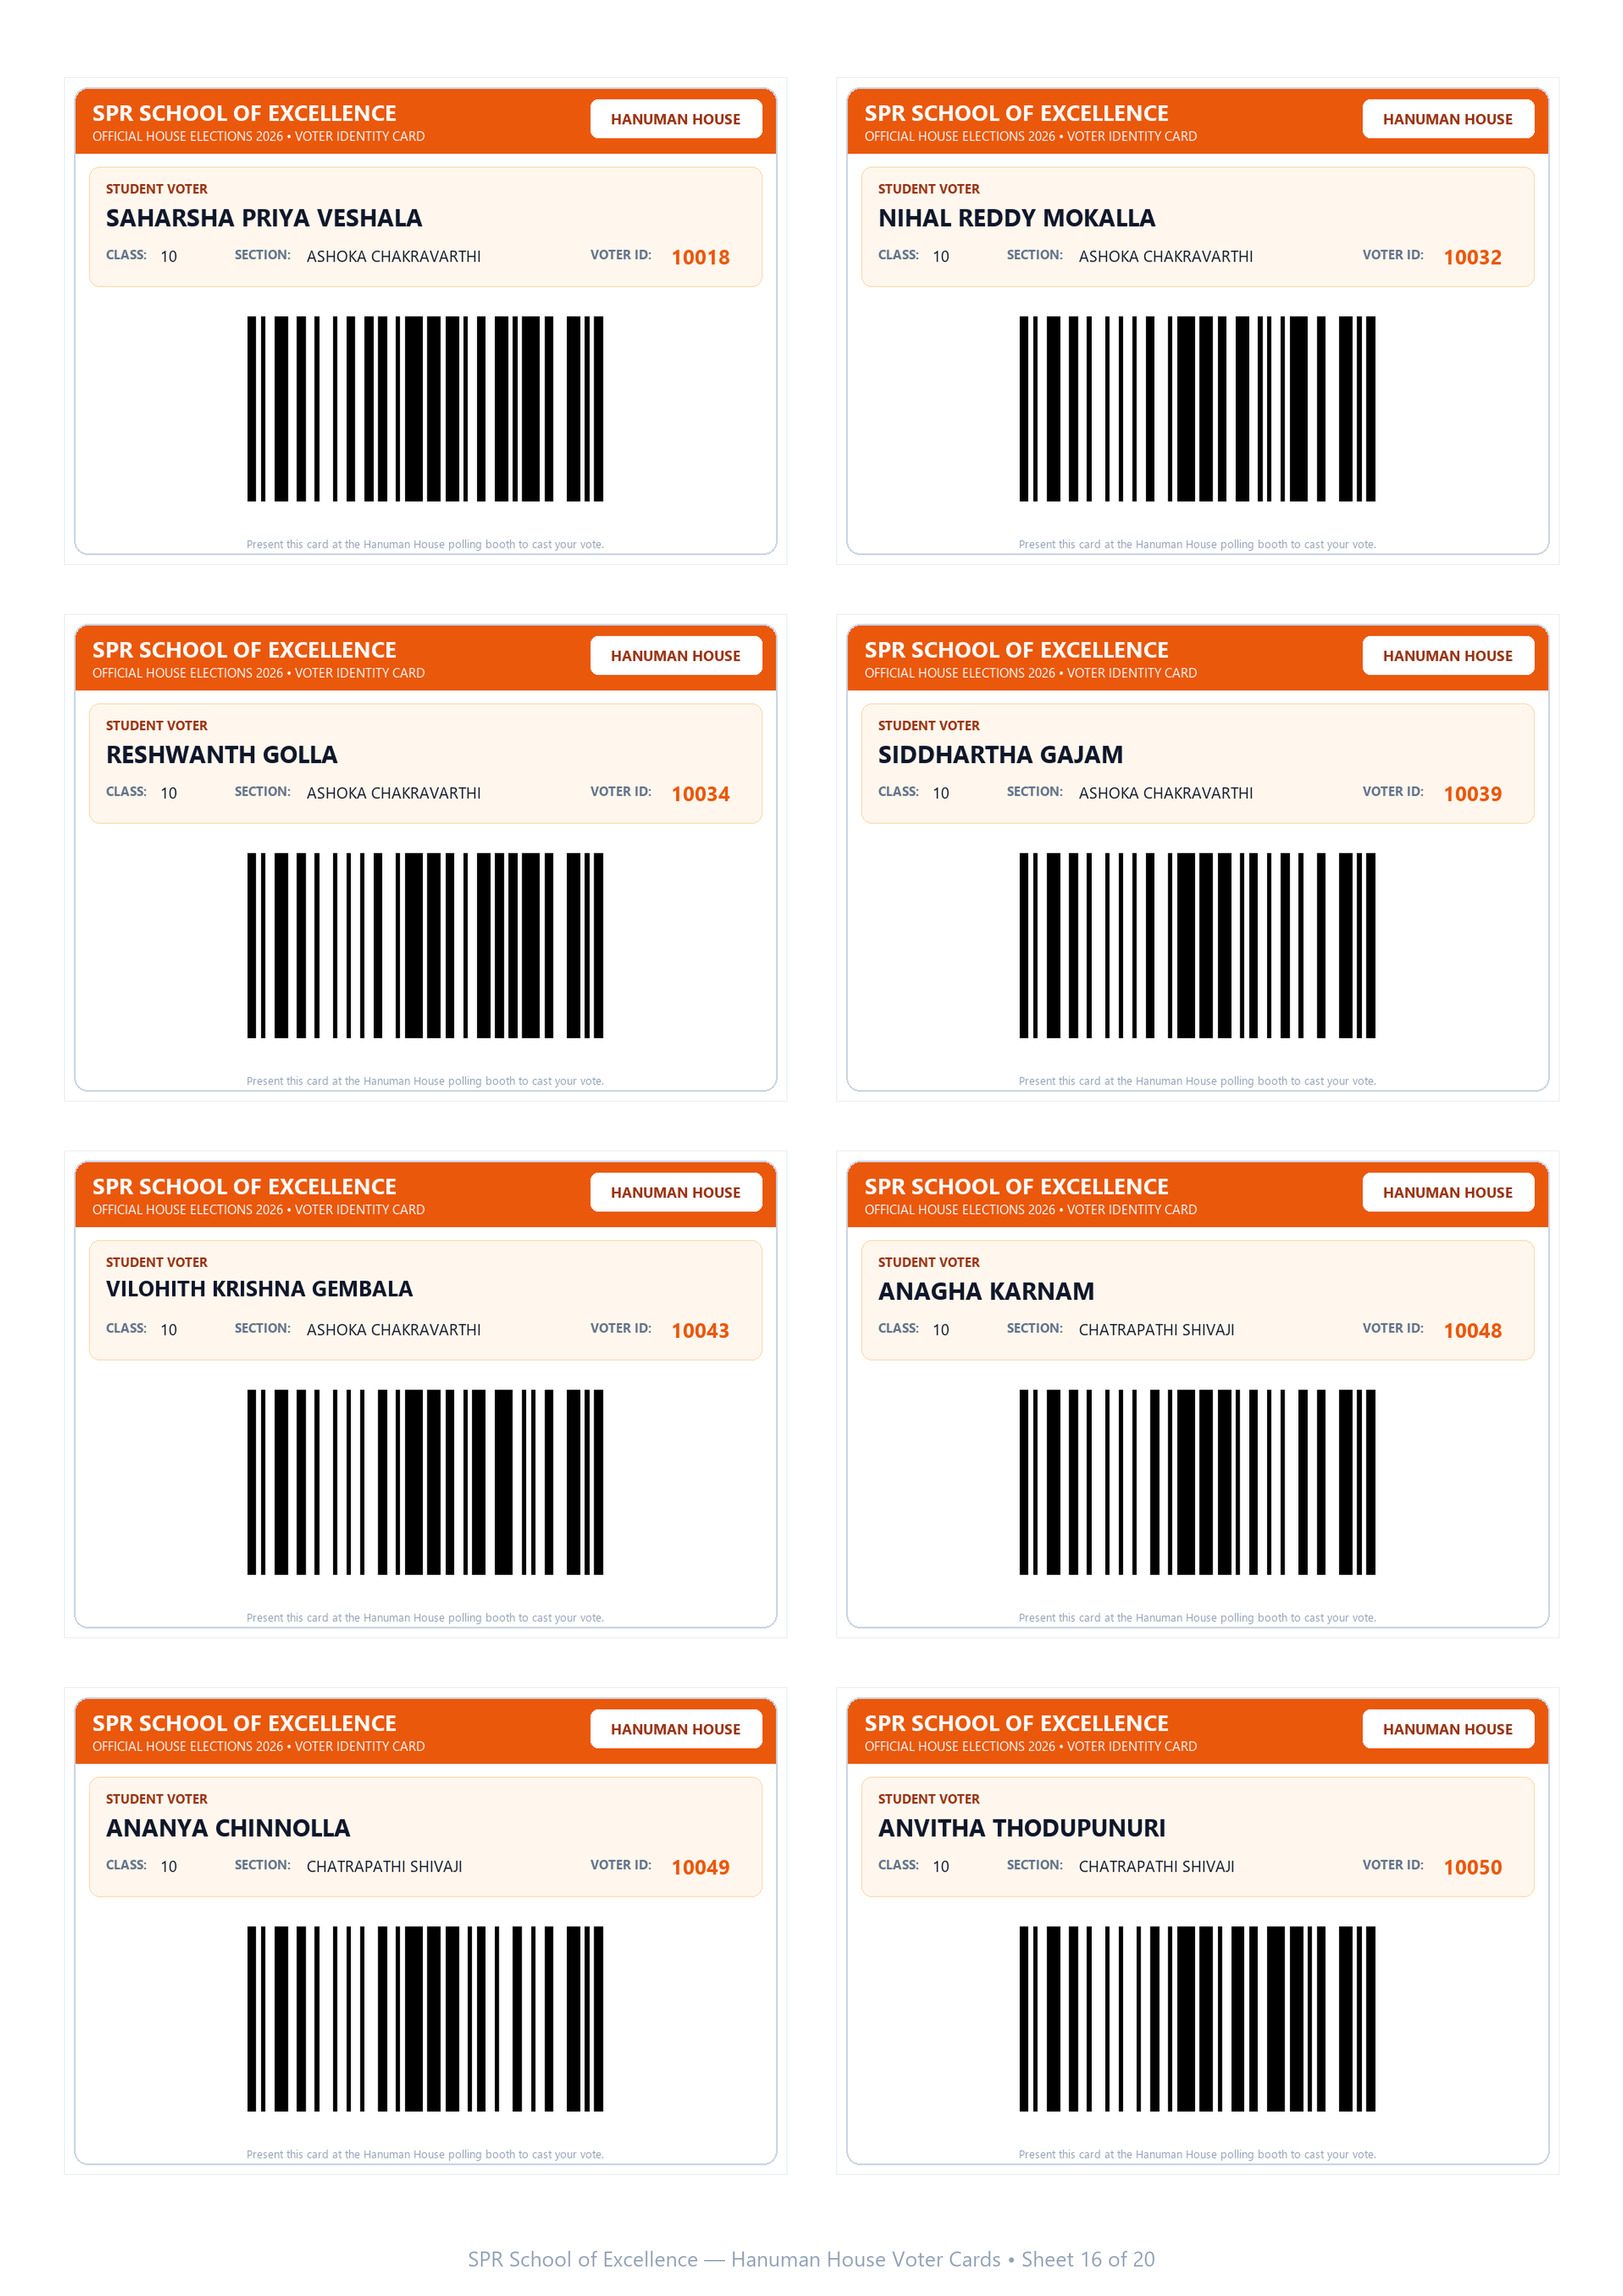 SPR SCHOOL OF EXCELLENCE
OFFICIAL HOUSE ELECTIONS 2026 • VOTER IDENTITY CARD
HANUMAN HOUSE
STUDENT VOTER
SAHARSHA PRIYA VESHALA
CLASS: 10 SECTION: ASHOKA CHAKRAVARTHI VOTER ID: 10018
Present this card at the Hanuman House polling booth to cast your vote.
SPR SCHOOL OF EXCELLENCE
OFFICIAL HOUSE ELECTIONS 2026 • VOTER IDENTITY CARD
HANUMAN HOUSE
STUDENT VOTER
NIHAL REDDY MOKALLA
CLASS: 10 SECTION: ASHOKA CHAKRAVARTHI VOTER ID: 10032
Present this card at the Hanuman House polling booth to cast your vote.
SPR SCHOOL OF EXCELLENCE
OFFICIAL HOUSE ELECTIONS 2026 • VOTER IDENTITY CARD
HANUMAN HOUSE
STUDENT VOTER
RESHWANTH GOLLA
CLASS: 10 SECTION: ASHOKA CHAKRAVARTHI VOTER ID: 10034
Present this card at the Hanuman House polling booth to cast your vote.
SPR SCHOOL OF EXCELLENCE
OFFICIAL HOUSE ELECTIONS 2026 • VOTER IDENTITY CARD
HANUMAN HOUSE
STUDENT VOTER
SIDDHARTHA GAJAM
CLASS: 10 SECTION: ASHOKA CHAKRAVARTHI VOTER ID: 10039
Present this card at the Hanuman House polling booth to cast your vote.
SPR SCHOOL OF EXCELLENCE
OFFICIAL HOUSE ELECTIONS 2026 • VOTER IDENTITY CARD
HANUMAN HOUSE
STUDENT VOTER
VILOHITH KRISHNA GEMBALA
CLASS: 10 SECTION: ASHOKA CHAKRAVARTHI VOTER ID: 10043
Present this card at the Hanuman House polling booth to cast your vote.
SPR SCHOOL OF EXCELLENCE
OFFICIAL HOUSE ELECTIONS 2026 • VOTER IDENTITY CARD
HANUMAN HOUSE
STUDENT VOTER
ANAGHA KARNAM
CLASS: 10 SECTION: CHATRAPATHI SHIVAJI VOTER ID: 10048
Present this card at the Hanuman House polling booth to cast your vote.
SPR SCHOOL OF EXCELLENCE
OFFICIAL HOUSE ELECTIONS 2026 • VOTER IDENTITY CARD
HANUMAN HOUSE
STUDENT VOTER
ANANYA CHINNOLLA
CLASS: 10 SECTION: CHATRAPATHI SHIVAJI VOTER ID: 10049
Present this card at the Hanuman House polling booth to cast your vote.
SPR SCHOOL OF EXCELLENCE
OFFICIAL HOUSE ELECTIONS 2026 • VOTER IDENTITY CARD
HANUMAN HOUSE
STUDENT VOTER
ANVITHA THODUPUNURI
CLASS: 10 SECTION: CHATRAPATHI SHIVAJI VOTER ID: 10050
Present this card at the Hanuman House polling booth to cast your vote.
SPR School of Excellence — Hanuman House Voter Cards • Sheet 16 of 20